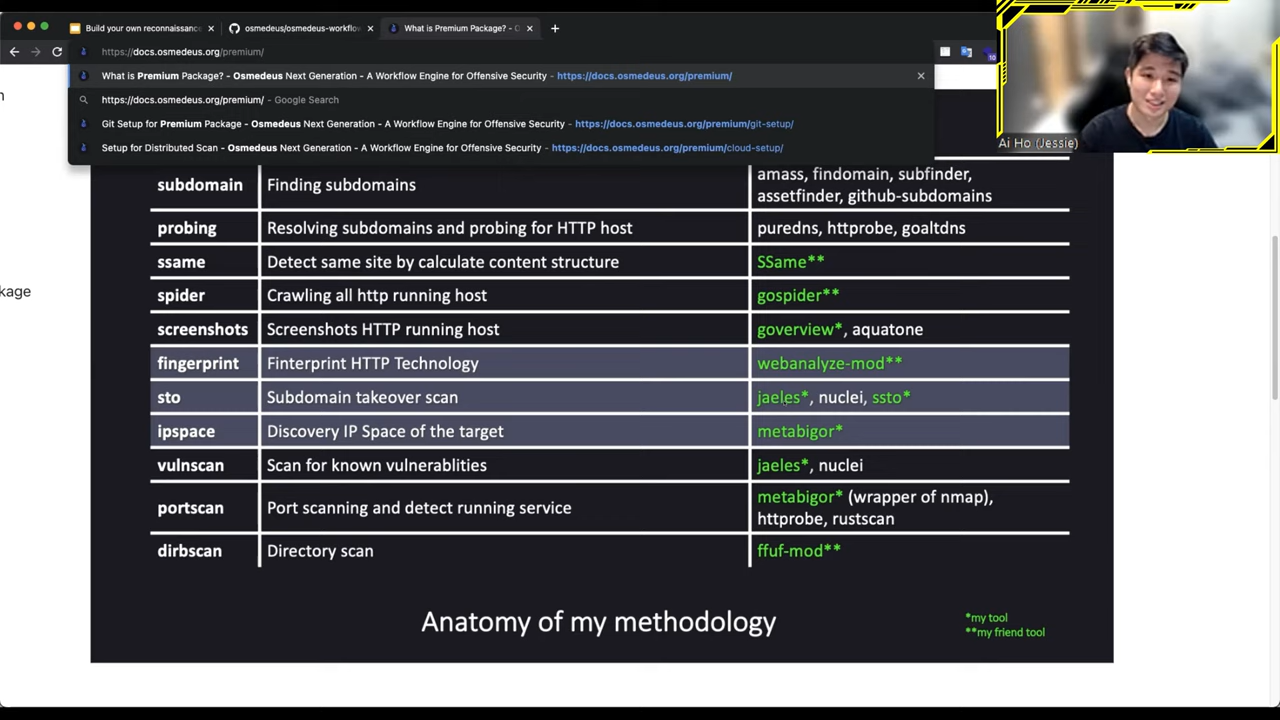 Build your own reconnaissance
osmedeus/osmedeus-workflow
What is Premium Package? - Os
https://docs.osmedeus.org/premium/
What is Premium Package? - Osmedeus Next Generation - A Workflow Engine for Offensive Security - https://docs.osmedeus.org/premium/
https://docs.osmedeus.org/premium/ - Google Search
Git Setup for Premium Package - Osmedeus Next Generation - A Workflow Engine for Offensive Security - https://docs.osmedeus.org/premium/git-setup/
Setup for Distributed Scan - Osmedeus Next Generation - A Workflow Engine for Offensive Security - https://docs.osmedeus.org/premium/cloud-setup/
10
Ai Ho (Jessie)
n
kage
subdomain Finding subdomains amass, findomain, subfinder,
assetfinder, github-subdomains
probing Resolving subdomains and probing for HTTP host puredns, httprobe, goaltdns
ssame Detect same site by calculate content structure SSame**
spider Crawling all http running host gospider**
screenshots Screenshots HTTP running host goverview*, aquatone
fingerprint Finterprint HTTP Technology webanalyze-mod**
sto Subdomain takeover scan jaeles*, nuclei, ssto*
ipspace Discovery IP Space of the target metabigor*
vulnscan Scan for known vulnerablities jaeles*, nuclei
portscan Port scanning and detect running service metabigor* (wrapper of nmap),
httprobe, rustscan
dirbscan Directory scan ffuf-mod**
Anatomy of my methodology
*my tool
**my friend tool